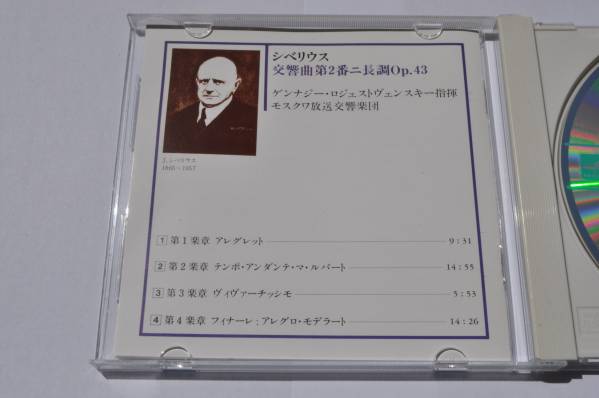 シベリウス
交響曲第2番ニ長調Op.43
ゲンナジー・ロジェストヴェンスキー指揮
モスクワ放送交響楽団
J.シベリウス
1865〜1957
1 第1楽章 アレグレット 9:31
2 第2楽章 テンポ・アンダンテ・マ・ルバート 14:55
3 第3楽章 ヴィヴァーチッシモ 5:53
4 第4楽章 フィナーレ;アレグロ・モデラート 14:26